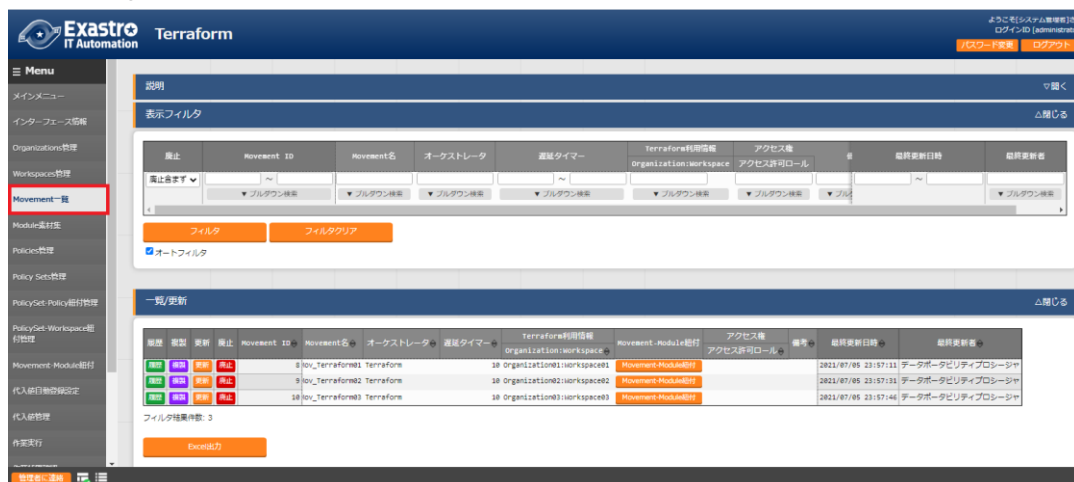 Exastro
IT Automation
Terraform
ようこそ[システム管理者]さ
ログインID [administrat
パスワード変更 ログアウト
Menu
メインメニュー
インターフェース情報
Organizations管理
Workspaces管理
Movement一覧
Module素材集
Policies管理
Policy Sets管理
PolicySet-Policy紐付管理
PolicySet-Workspace紐
付管理
Movement-Module紐付
代入値自動登録設定
代入値管理
作業実行
管理者に連絡
説明 ▽開く
表示フィルタ △閉じる
廃止 Movement ID Movement名 オーケストレータ 遅延タイマー Terraform利用情報 アクセス権 最終更新日時 最終更新者
Organization:Workspace アクセス許可ロール
廃止含まず ~ ~ ~
▼ プルダウン検索 ▼ プルダウン検索 ▼ プルダウン検索 ▼ プルダウン検索 ▼ プルダウン検索 ▼ プルダウン検索 ▼ プルダ ▼ プルダウン検索
フィルタ フィルタクリア
オートフィルタ
一覧/更新 △閉じる
履歴 複製 更新 廃止 Movement ID Movement名 オーケストレータ 遅延タイマー Terraform利用情報 Movement-Module紐付 アクセス権 備考 最終更新日時 最終更新者
Organization:Workspace アクセス許可ロール
履歴 複製 更新 廃止 8 Mov_Terraform01 Terraform 10 Organization01:Workspace01 Movement-Module紐付 2021/07/05 23:57:11 データポータビリティプロシージャ
履歴 複製 更新 廃止 9 Mov_Terraform02 Terraform 10 Organization02:Workspace02 Movement-Module紐付 2021/07/05 23:57:31 データポータビリティプロシージャ
履歴 複製 更新 廃止 10 Mov_Terraform03 Terraform 10 Organization03:Workspace03 Movement-Module紐付 2021/07/05 23:57:46 データポータビリティプロシージャ
フィルタ結果件数: 3
Excel出力